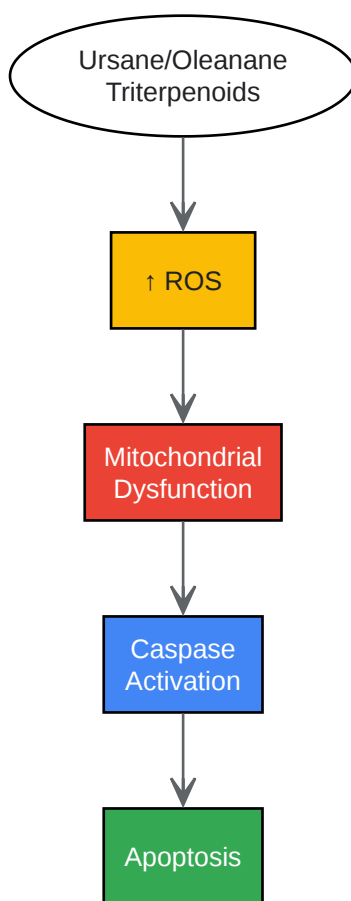 Ursane/Oleanane
Triterpenoids
↑ ROS
Mitochondrial
Dysfunction
Caspase
Activation
Apoptosis